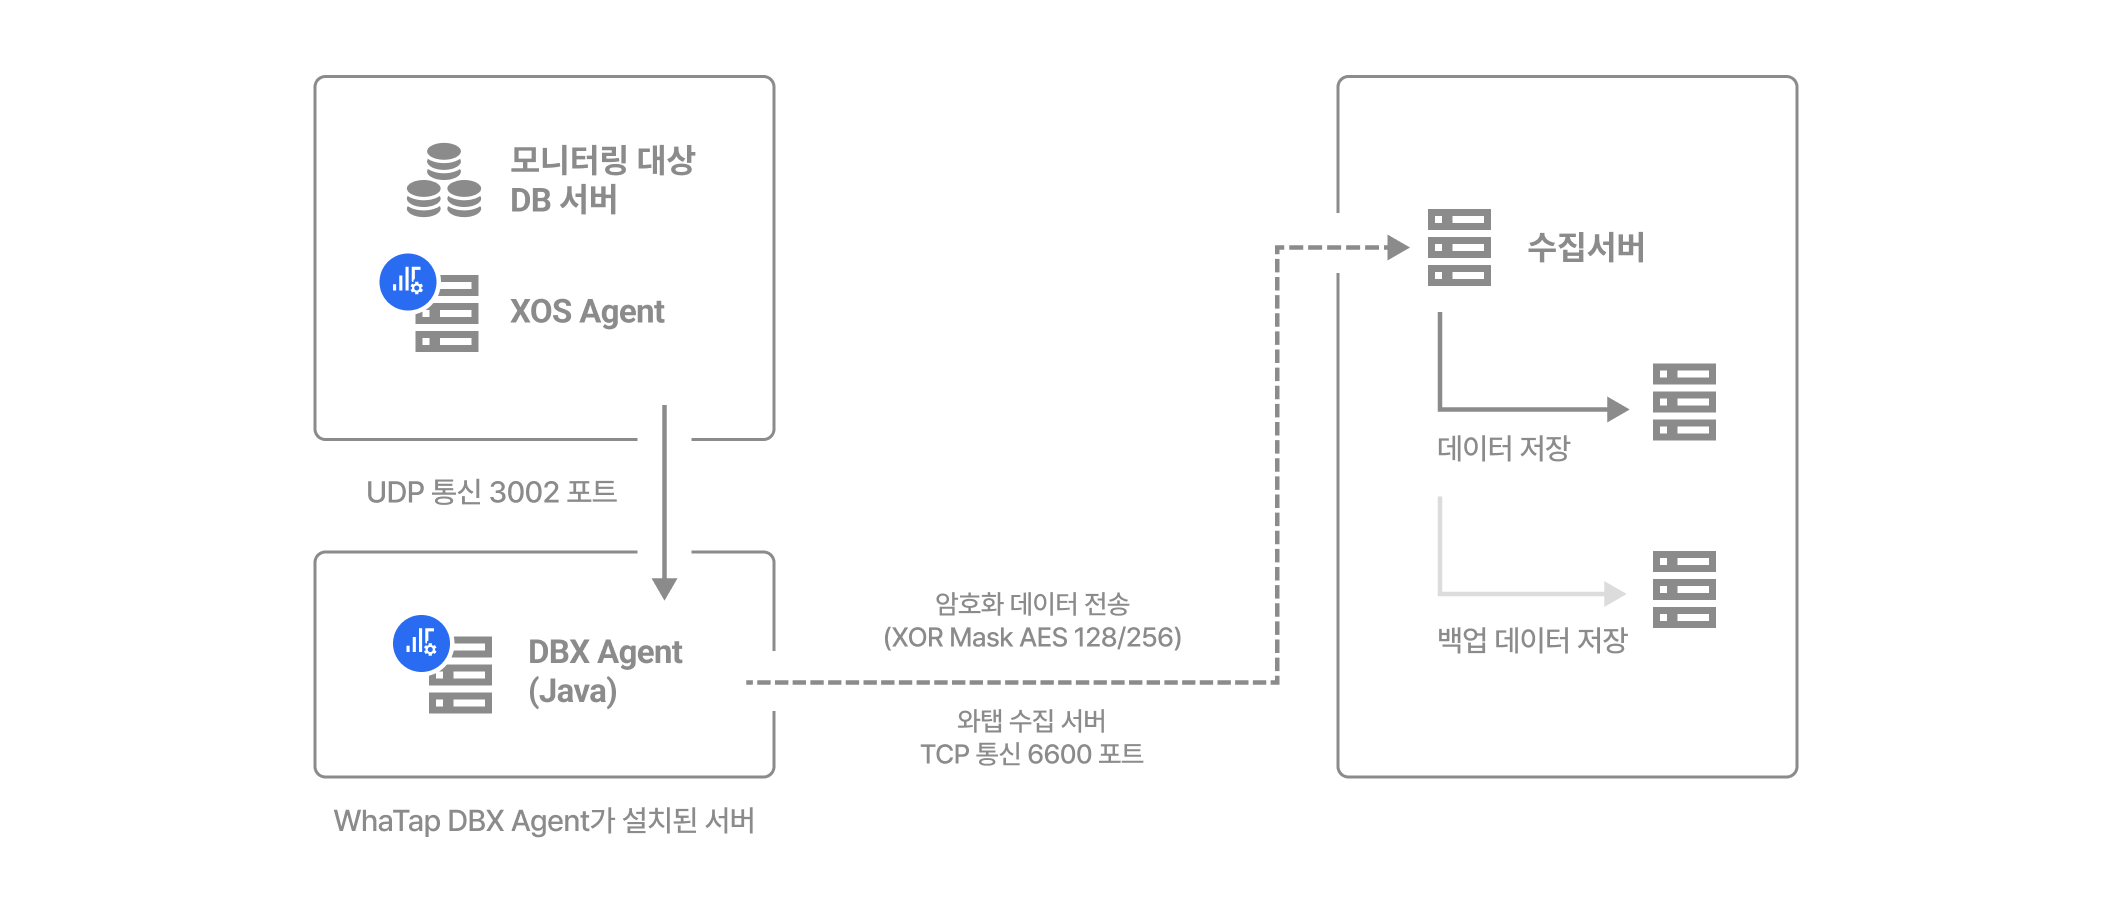 모니터링 대상
DB 서버
XOS Agent
UDP 통신 3002 포트
DBX Agent
(Java)
WhaTap DBX Agent가 설치된 서버
암호화 데이터 전송
(XOR Mask AES 128/256)
와탭 수집 서버
TCP 통신 6600 포트
수집서버
데이터 저장
백업 데이터 저장